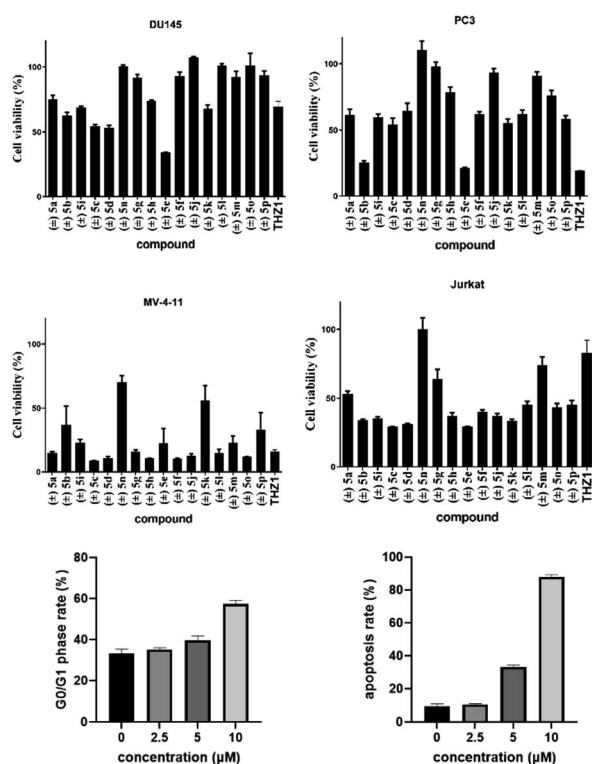 DU145
Cell viability (%)
100
50
0
(±) 5a
(±) 5b
(±) 5i
(±) 5c
(±) 5d
(±) 5n
(±) 5g
(±) 5h
(±) 5e
(±) 5f
(±) 5j
(±) 5k
(±) 5l
(±) 5m
(±) 5o
(±) 5p
THZ1
compound
PC3
Cell viability (%)
100
50
0
(±) 5a
(±) 5b
(±) 5i
(±) 5c
(±) 5d
(±) 5n
(±) 5g
(±) 5h
(±) 5e
(±) 5f
(±) 5j
(±) 5k
(±) 5l
(±) 5m
(±) 5o
(±) 5p
THZ1
compound
MV-4-11
Cell viability (%)
100
50
0
(±) 5a
(±) 5b
(±) 5i
(±) 5c
(±) 5d
(±) 5n
(±) 5g
(±) 5h
(±) 5e
(±) 5f
(±) 5j
(±) 5k
(±) 5l
(±) 5m
(±) 5o
(±) 5p
THZ1
compound
Jurkat
Cell viability (%)
100
50
0
(±) 5a
(±) 5b
(±) 5i
(±) 5c
(±) 5d
(±) 5n
(±) 5g
(±) 5h
(±) 5e
(±) 5f
(±) 5j
(±) 5k
(±) 5l
(±) 5m
(±) 5o
(±) 5p
THZ1
compound
G0/G1 phase rate (%)
80
60
40
20
0
0 2.5 5 10
concentration (μM)
apoptosis rate (%)
100
80
60
40
20
0
0 2.5 5 10
concentration (μM)